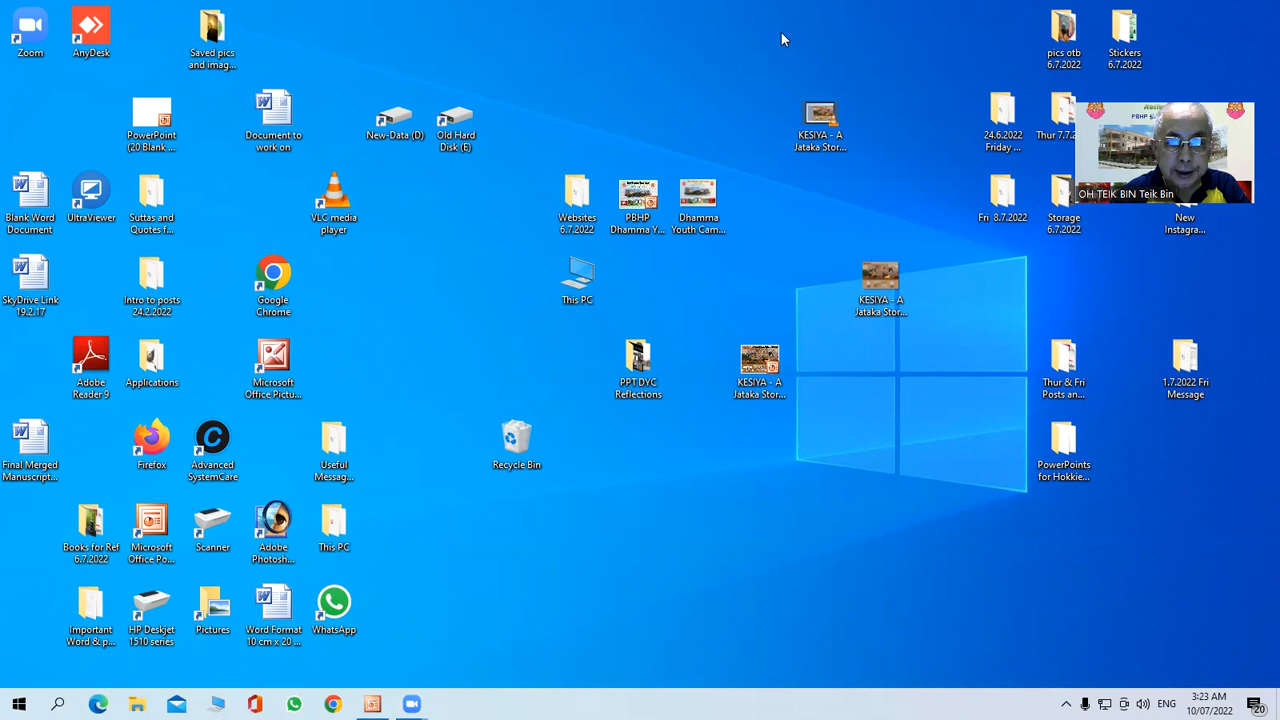 Zoom
AnyDesk
Saved pics
and imag...
pics otb
6.7.2022
Stickers
6.7.2022
PowerPoint
(20 Blank ...
Document to
work on
New-Data (D)
Old Hard
Disk (E)
KESIYA - A
Jataka Stor...
24.6.2022
Friday ...
Thur 7.7.2
OH TEIK BIN Teik Bin
Blank Word
Document
UltraViewer
Suttas and
Quotes f...
VLC media
player
Websites
6.7.2022
PBHP
Dhamma Y...
Dhamma
Youth Cam...
Fri 8.7.2022
Storage
6.7.2022
New
Instagra...
SkyDrive Link
19.2.17
Intro to posts
24.2.2022
Google
Chrome
This PC
KESIYA - A
Jataka Stor...
Adobe
Reader 9
Applications
Microsoft
Office Pictu...
PPT DYC
Reflections
KESIYA - A
Jataka Stor...
Thur & Fri
Posts an...
1.7.2022 Fri
Message
Final Merged
Manuscript...
Firefox
Advanced
SystemCare
Useful
Messag...
Recycle Bin
PowerPoints
for Hokkie...
Books for Ref
6.7.2022
Microsoft
Office Po...
Scanner
Adobe
Photosh...
This PC
Important
Word & p...
HP Deskjet
1510 series
Pictures
Word Format
10 cm x 20 ...
WhatsApp
ENG
3:23 AM
10/07/2022
20